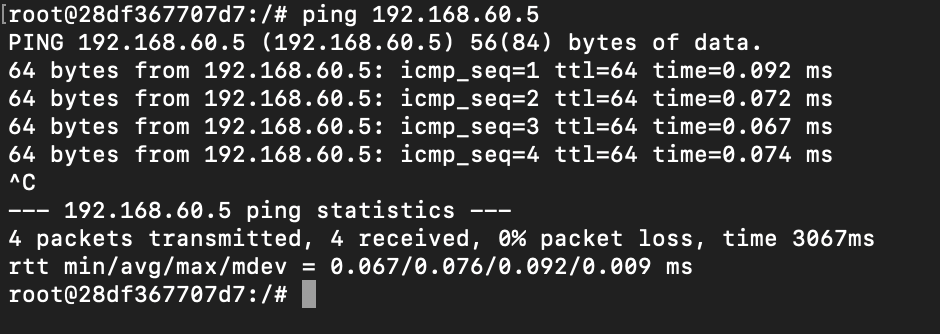 [root@28df367707d7:/# ping 192.168.60.5
PING 192.168.60.5 (192.168.60.5) 56(84) bytes of data.
64 bytes from 192.168.60.5: icmp_seq=1 ttl=64 time=0.092 ms
64 bytes from 192.168.60.5: icmp_seq=2 ttl=64 time=0.072 ms
64 bytes from 192.168.60.5: icmp_seq=3 ttl=64 time=0.067 ms
64 bytes from 192.168.60.5: icmp_seq=4 ttl=64 time=0.074 ms
^C
--- 192.168.60.5 ping statistics ---
4 packets transmitted, 4 received, 0% packet loss, time 3067ms
rtt min/avg/max/mdev = 0.067/0.076/0.092/0.009 ms
root@28df367707d7:/#